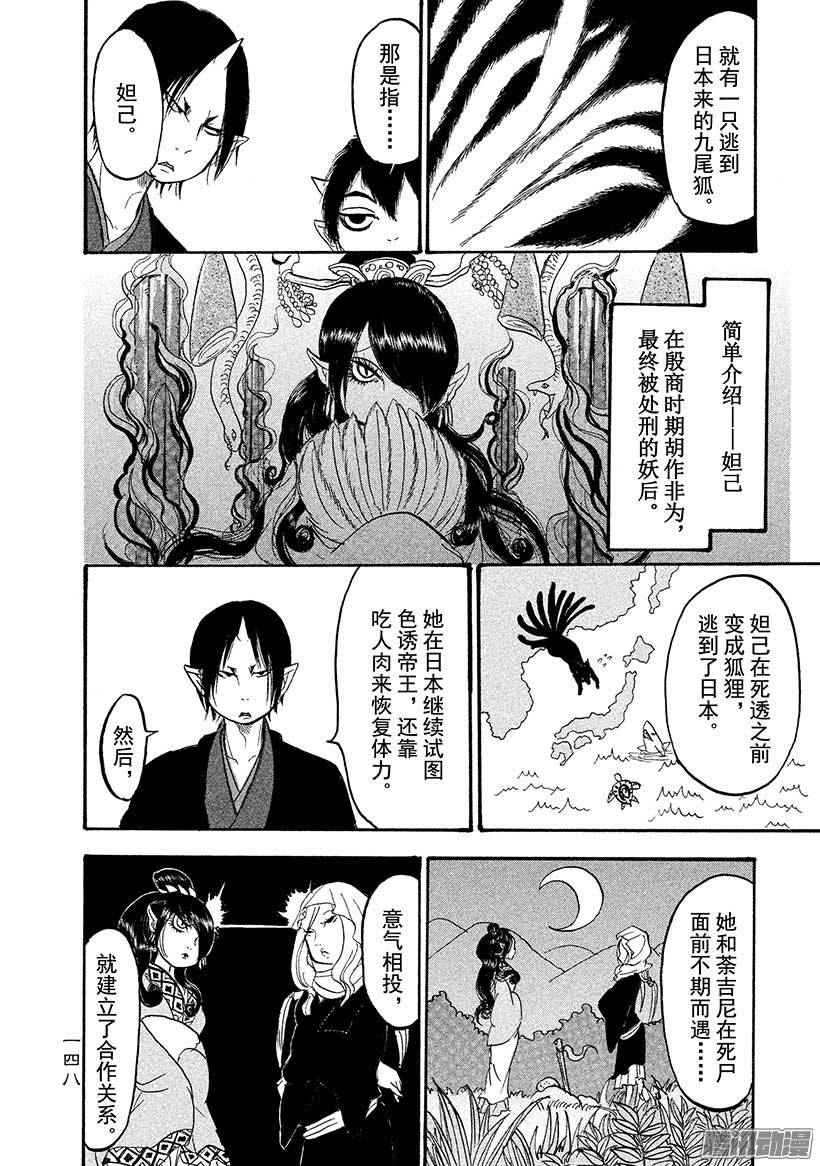 就有一只逃到
日本来的九尾狐。
那是指……
妲己。
简单介绍——妲己
在殷商时期胡作非为，
最终被处刑的妖后。
妲己在死透之前
变成狐狸，
逃到了日本。
她在日本继续试图
色诱帝王，还靠
吃人肉来恢复体力。
然后，
她和荼吉尼在死尸
面前不期而遇……
意气相投，
就建立了合作关系。
一四八
腾讯动漫